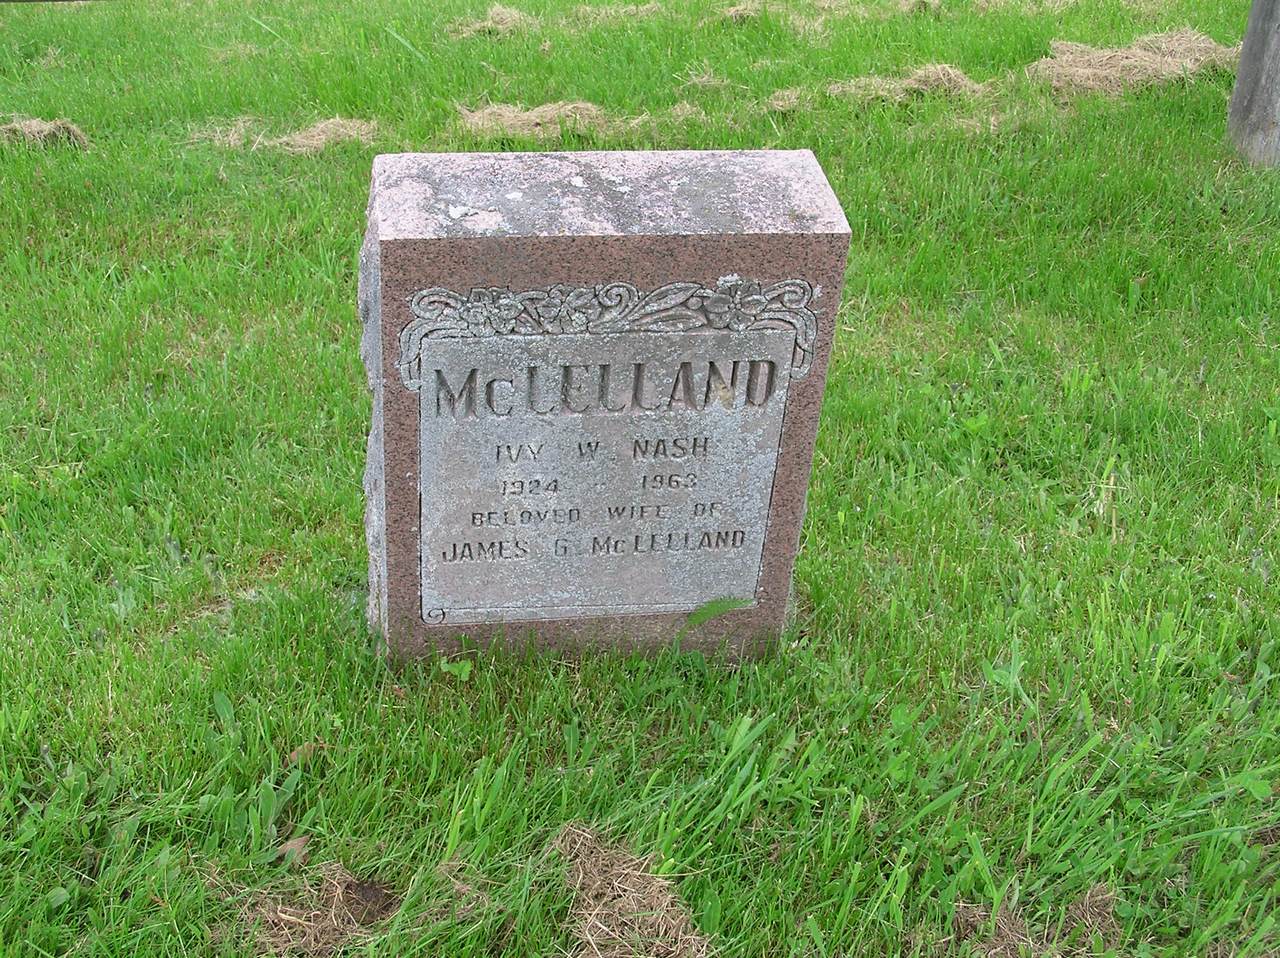 McLELLAND
IVY W. NASH
1924 - 1963
BELOVED WIFE OF
JAMES G. McLELLAND